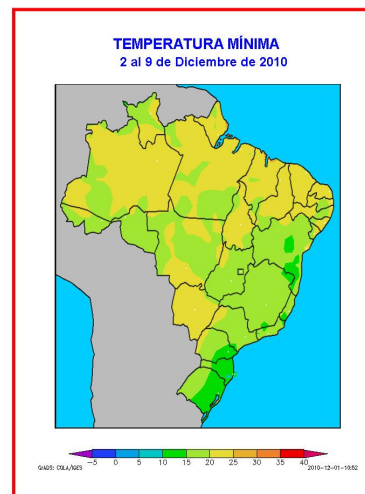 TEMPERATURA MÍNIMA
2 al 9 de Diciembre de 2010
-5 0 5 10 15 20 25 30 35 40
GrADS: COLA/IGES 2010-12-01-10:52